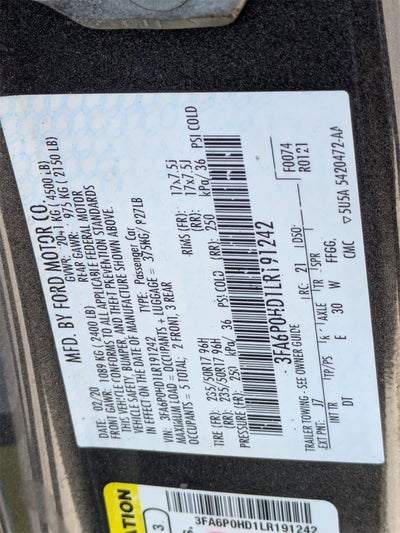 MFD. BY FORD MOTOR CO.
02/20 GVWR: 2041 KG ( 4500 LB)
FRONT GAWR: 1089 KG ( 2400 LB) REAR GAWR: 975 KG ( 2150 LB)
THIS VEHICLE CONFORMS TO ALL APPLICABLE FEDERAL MOTOR
VEHICLE SAFETY, BUMPER, AND THEFT PREVENTION STANDARDS
IN EFFECT ON THE DATE OF MANUFACTURE SHOWN ABOVE.
VIN: 3FA6P0HD1LR191242 TYPE: Passenger Car
MAXIMUM LOAD = OCCUPANTS + LUGGAGE = 375KG/ 827LB
OCCUPANTS = 5 TOTAL; 2 FRONT, 3 REAR
TIRE (FR): 235/50R17 96H RIMS (FR): 17x7.5J
(RR): 235/50R17 96H (RR): 17x7.5J
PRESSURE (FR): 250 kPa/ 36 PSI COLD (RR): 250 kPa/ 36 PSI COLD
3FA6P0HD1LR191242
F0074
R0121
TRAILER TOWING - SEE OWNER GUIDE RC: 21 DSO:
EXT PNT: J7
INT TR TP/PS R AXLE TR SPR
DT E 30 W FFGG,
CMC ▽5U5A 5420472-AA
3FA6P0HD1LR191242